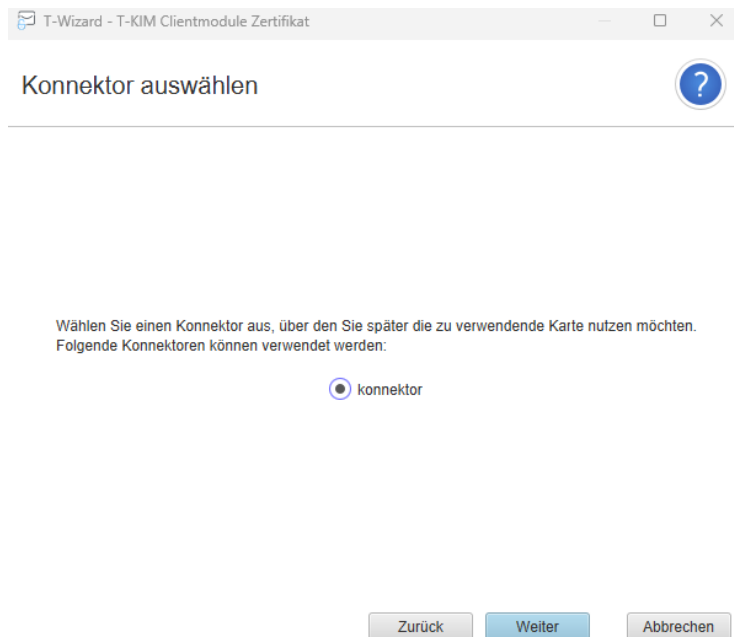 T-Wizard - T-KIM Clientmodule Zertifikat
Konnektor auswählen
?
Wählen Sie einen Konnektor aus, über den Sie später die zu verwendende Karte nutzen möchten.
Folgende Konnektoren können verwendet werden:
konnektor
Zurück Weiter Abbrechen